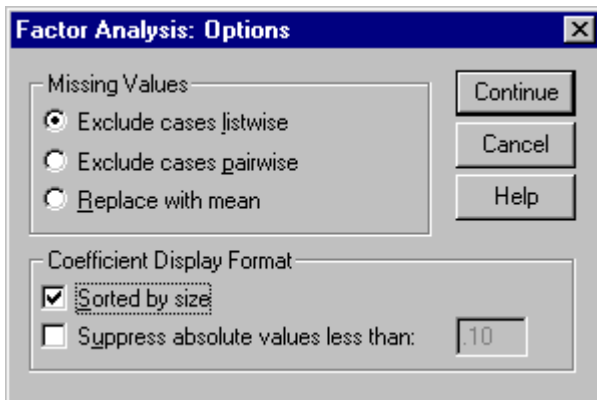 Factor Analysis: Options
Missing Values
Exclude cases listwise
Exclude cases pairwise
Replace with mean
Continue
Cancel
Help
Coefficient Display Format
Sorted by size
Suppress absolute values less than: .10